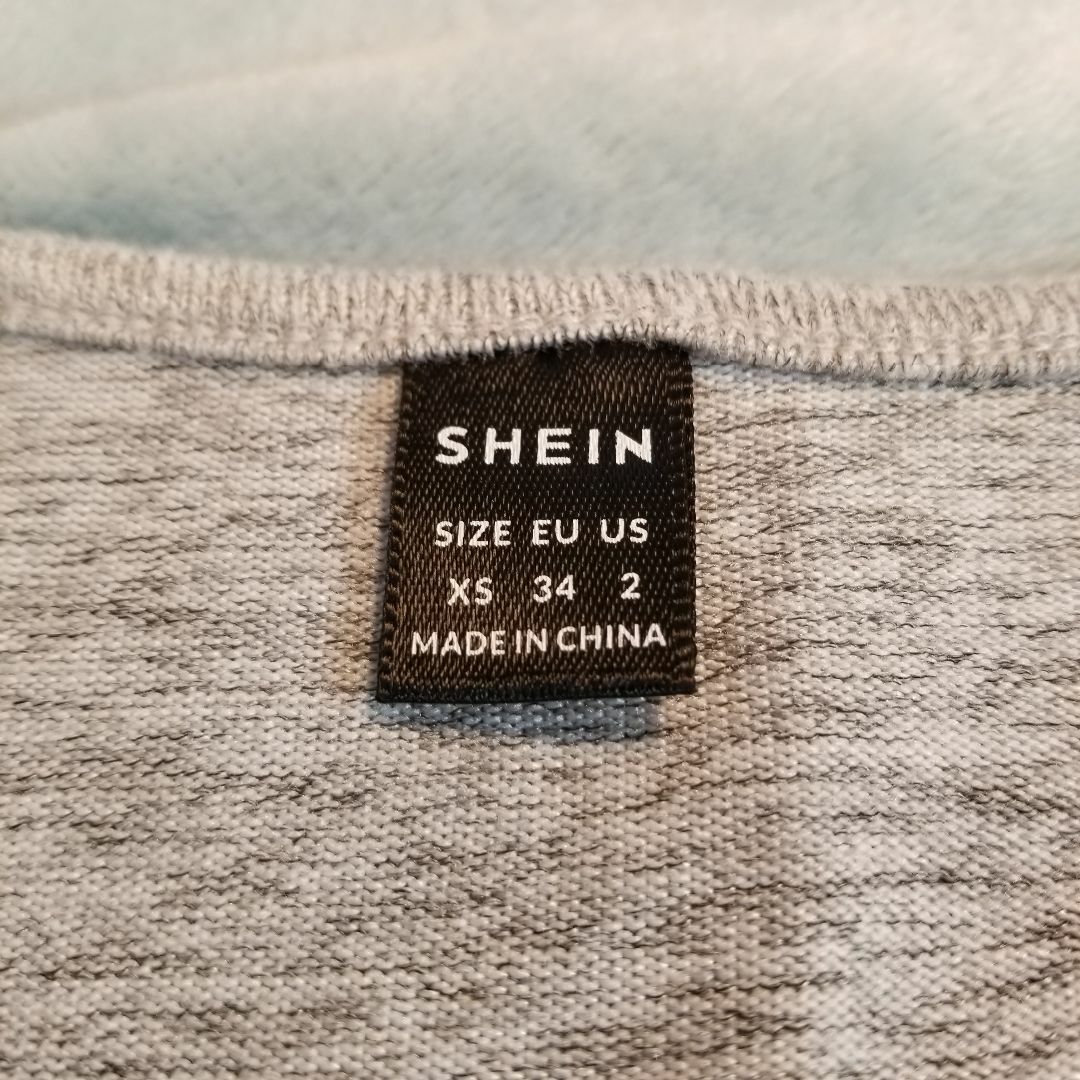 SHEIN
SIZE EU US
XS 34 2
MADE IN CHINA